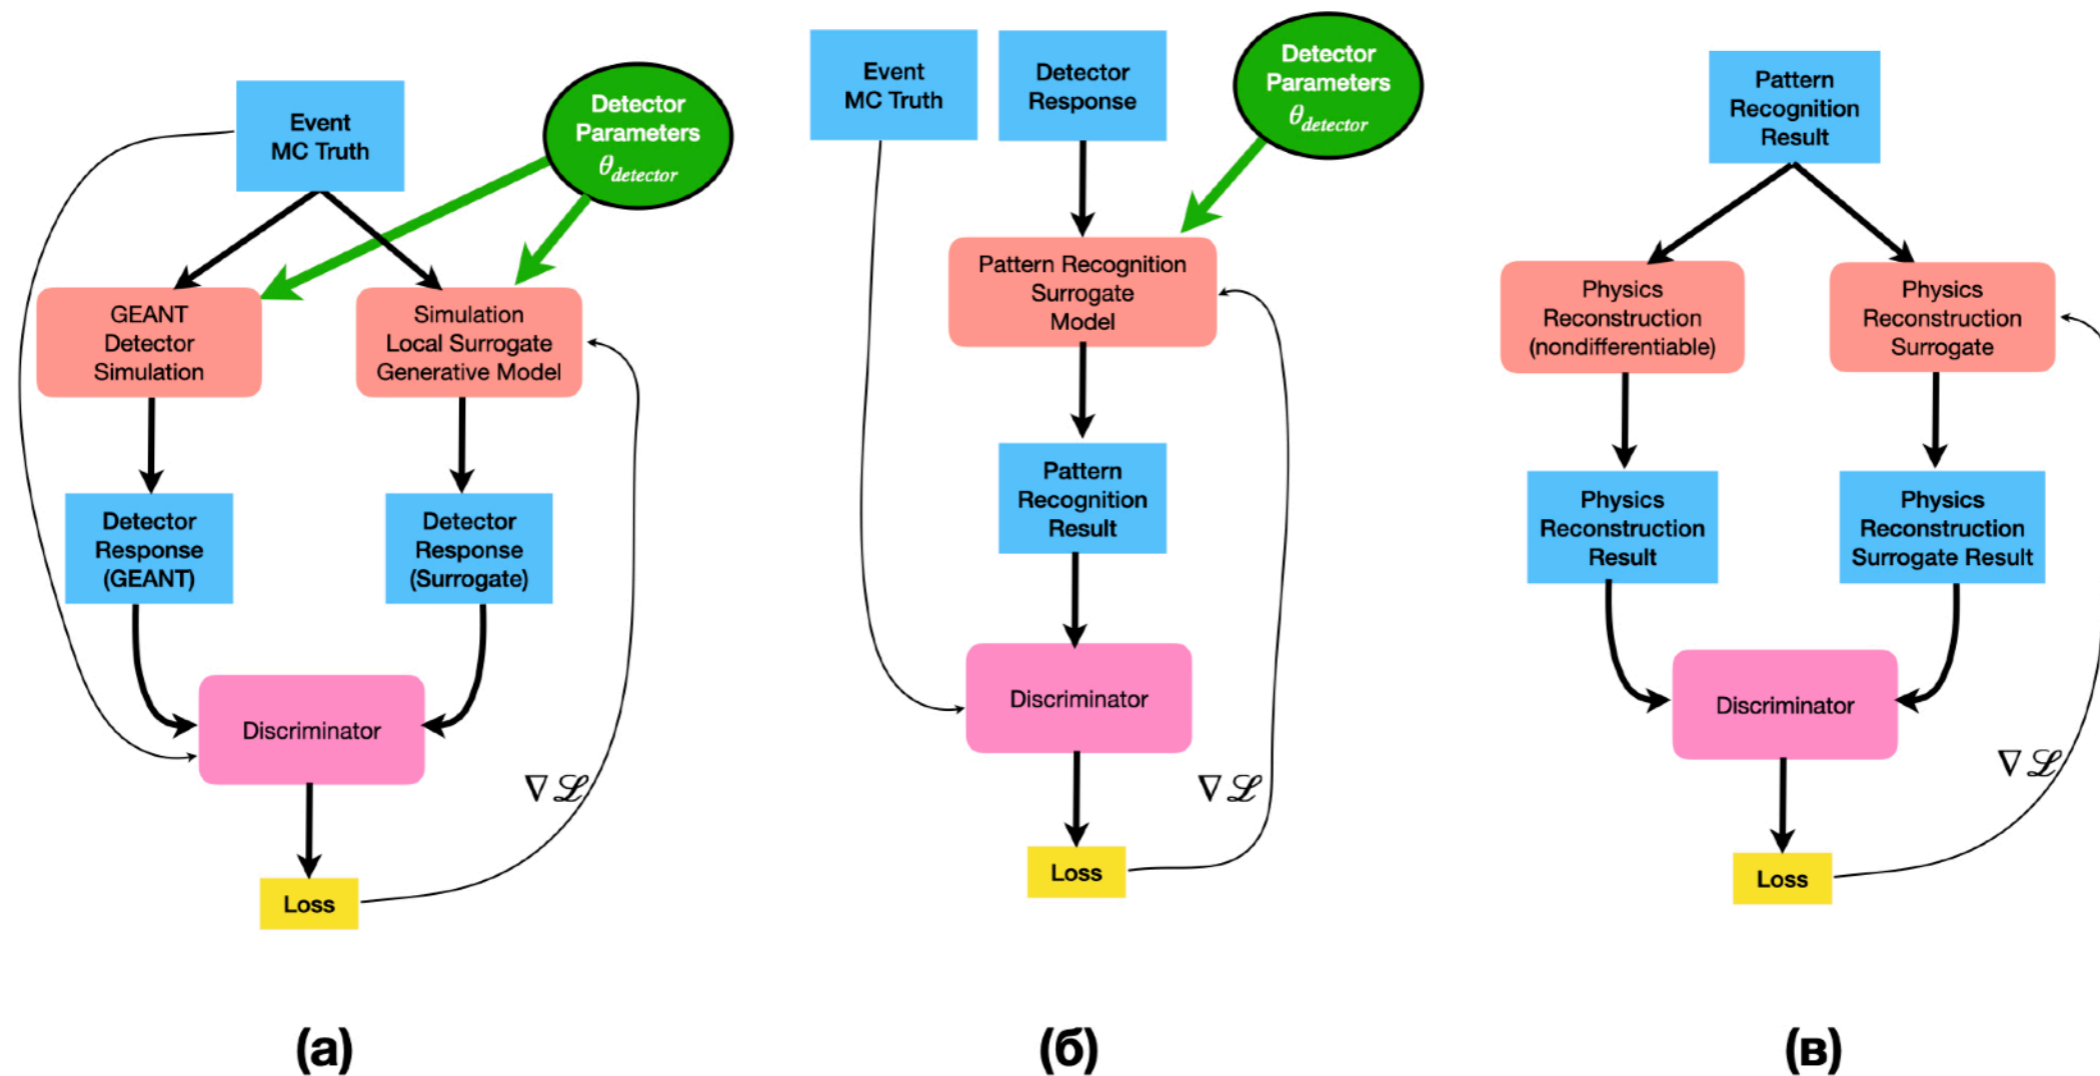 Event
MC Truth
Detector
Parameters
θdetector
GEANT
Detector
Simulation
Simulation
Local Surrogate
Generative Model
Detector
Response
(GEANT)
Detector
Response
(Surrogate)
Discriminator
∇ℒ
Loss
(а)
Event
MC Truth
Detector
Response
Detector
Parameters
θdetector
Pattern Recognition
Surrogate
Model
Pattern
Recognition
Result
Discriminator
∇ℒ
Loss
(б)
Pattern
Recognition
Result
Physics
Reconstruction
(nondifferentiable)
Physics
Reconstruction
Surrogate
Physics
Reconstruction
Result
Physics
Reconstruction
Surrogate Result
Discriminator
∇ℒ
Loss
(в)